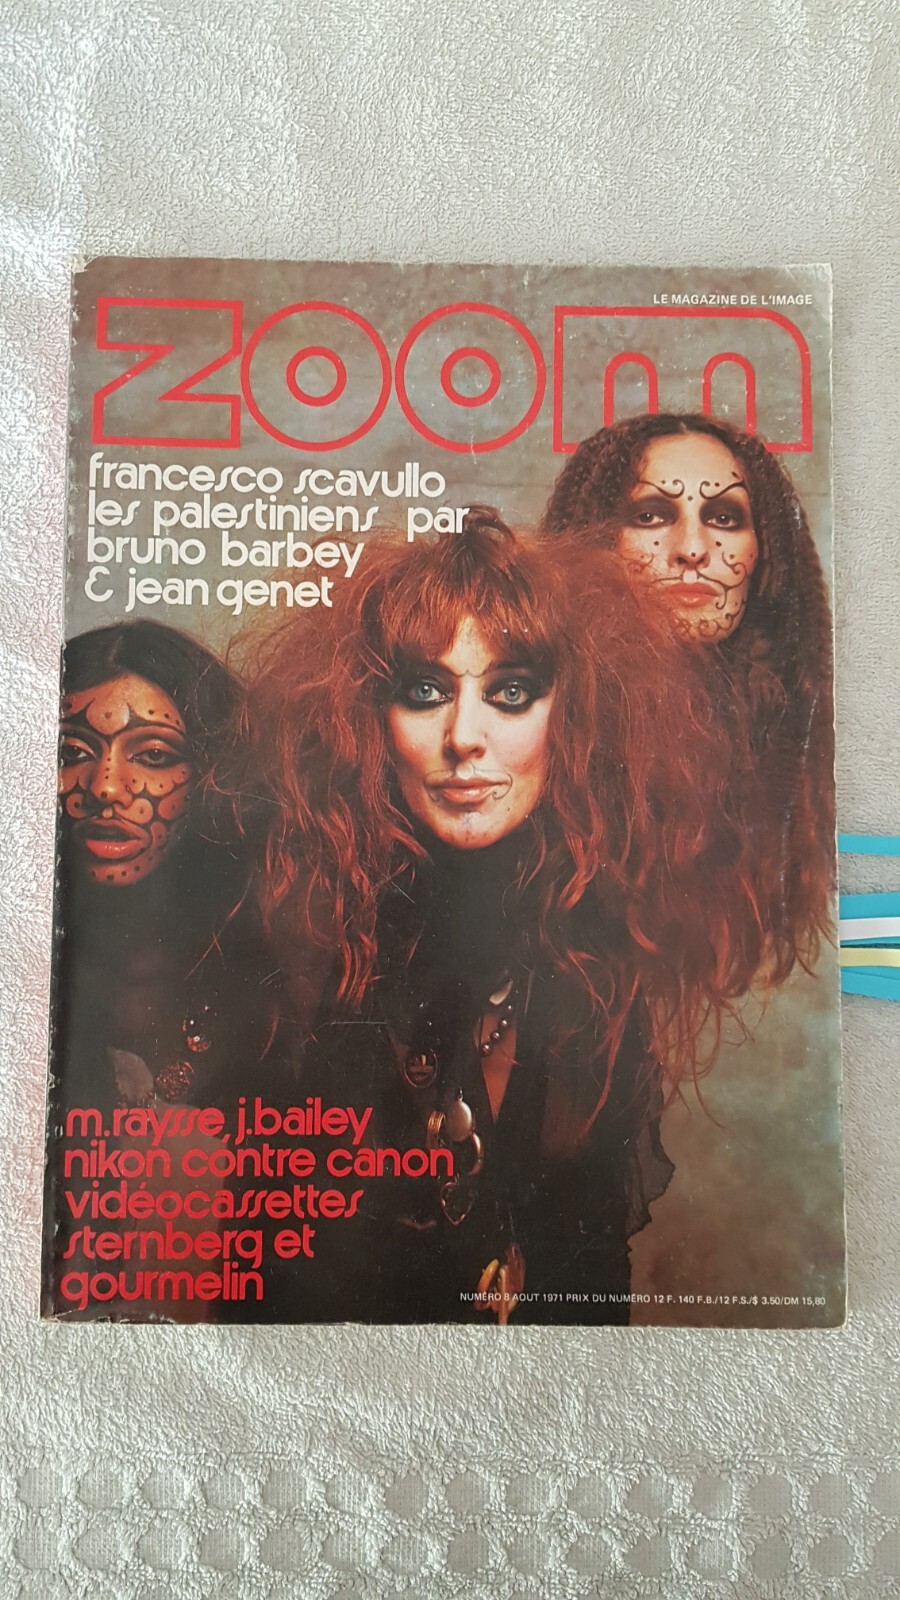 LE MAGAZINE DE L'IMAGE
zoom
francesco scavullo
les palestiniens par
bruno barbey
& jean genet
m.raysse, j.bailey
nikon contre canon
vidéocassettes
sternberg et
gourmelin
NUMÉRO 8 AOUT 1971 PRIX DU NUMÉRO 12 F. 140 F.B./12 F.S./$ 3.50/DM 15,80